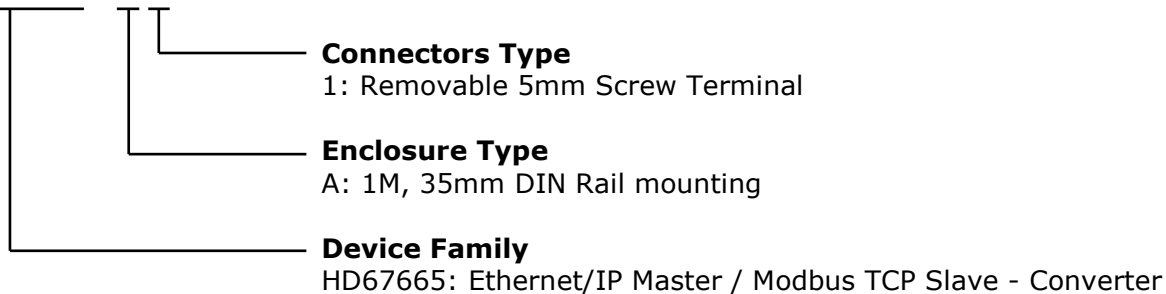 Connectors Type
1: Removable 5mm Screw Terminal
Enclosure Type
A: 1M, 35mm DIN Rail mounting
Device Family
HD67665: Ethernet/IP Master / Modbus TCP Slave - Converter